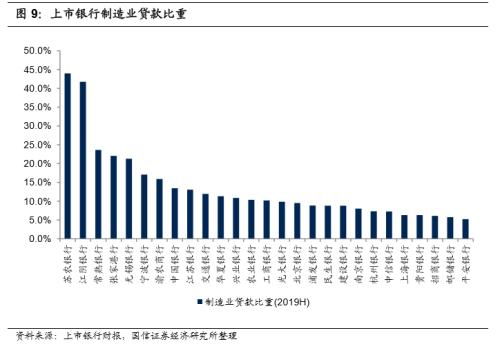 图 9：上市银行制造业贷款比重
50.0%
45.0%
40.0%
35.0%
30.0%
25.0%
20.0%
15.0%
10.0%
5.0%
0.0%
苏农银行
江阴银行
常熟银行
张家港行
无锡银行
宁波银行
渝农商行
中国银行
江苏银行
交通银行
华夏银行
兴业银行
农业银行
工商银行
光大银行
北京银行
浦发银行
民生银行
建设银行
南京银行
杭州银行
中信银行
上海银行
贵阳银行
招商银行
邮储银行
平安银行
制造业贷款比重(2019H)
资料来源：上市银行财报，国信证券经济研究所整理